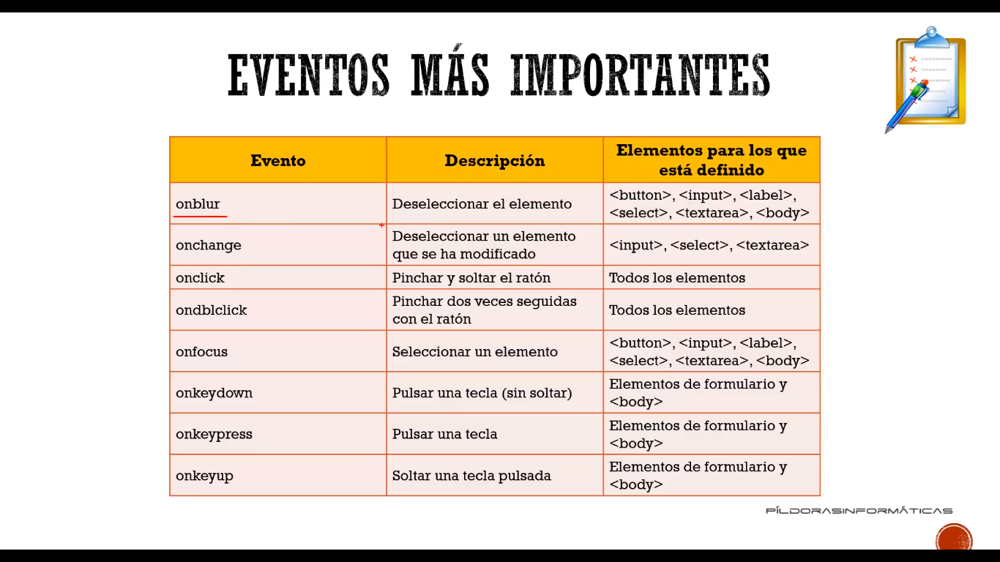 EVENTOS MÁS IMPORTANTES
Evento
Descripción
Elementos para los que
está definido
onblur
Deseleccionar el elemento
<button>, <input>, <label>,
<select>, <textarea>, <body>
onchange
Deseleccionar un elemento
que se ha modificado
<input>, <select>, <textarea>
onclick
Pinchar y soltar el ratón
Todos los elementos
ondblclick
Pinchar dos veces seguidas
con el ratón
Todos los elementos
onfocus
Seleccionar un elemento
<button>, <input>, <label>,
<select>, <textarea>, <body>
onkeydown
Pulsar una tecla (sin soltar)
Elementos de formulario y
<body>
onkeypress
Pulsar una tecla
Elementos de formulario y
<body>
onkeyup
Soltar una tecla pulsada
Elementos de formulario y
<body>
PÍLDORASINFORMÁTICAS